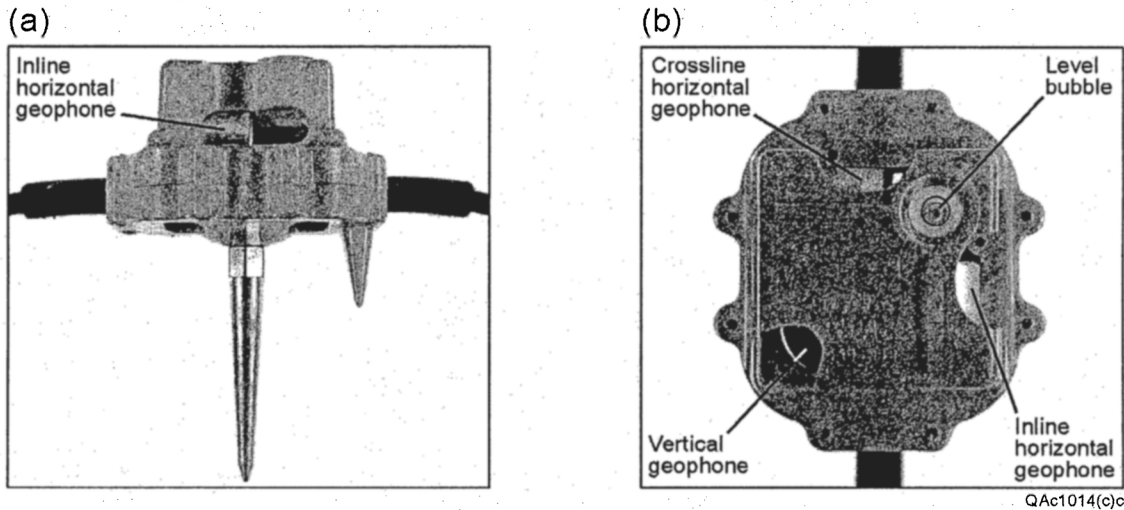 (a)
Inline
horizontal
geophone
(b)
Crossline
horizontal
geophone
Level
bubble
Vertical
geophone
Inline
horizontal
geophone
QAc1014(c)c